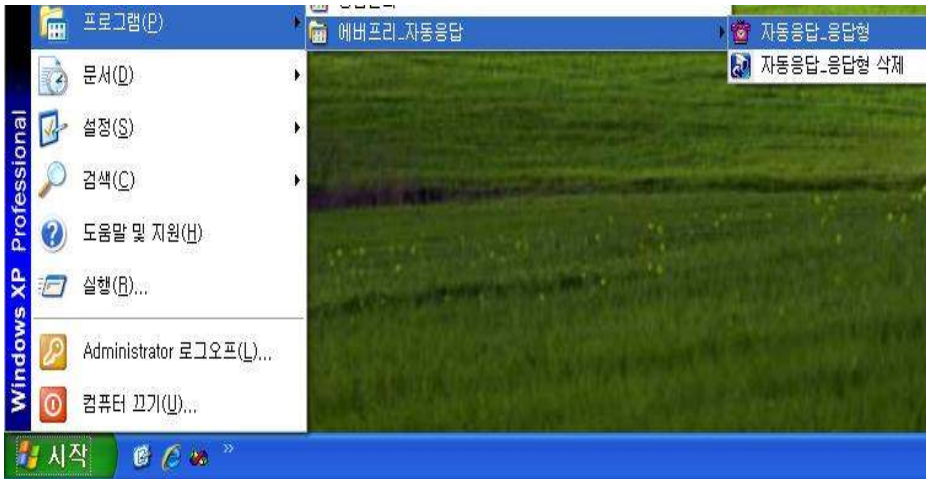 프로그램(P)
에버프리_자동응답
자동응답_응답형
자동응답_응답형 삭제
문서(D)
설정(S)
검색(C)
도움말 및 지원(H)
실행(R)...
Administrator 로그오프(L)...
컴퓨터 끄기(U)...
Windows XP Professional
시작